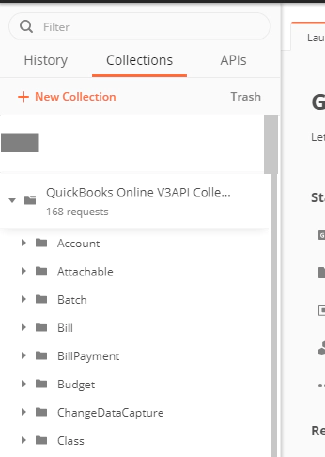 Filter
History Collections APIs
+ New Collection Trash
QuickBooks Online V3API Colle...
168 requests
Account
Attachable
Batch
Bill
BillPayment
Budget
ChangeDataCapture
Class
Lau
G
Let
Sta
Re